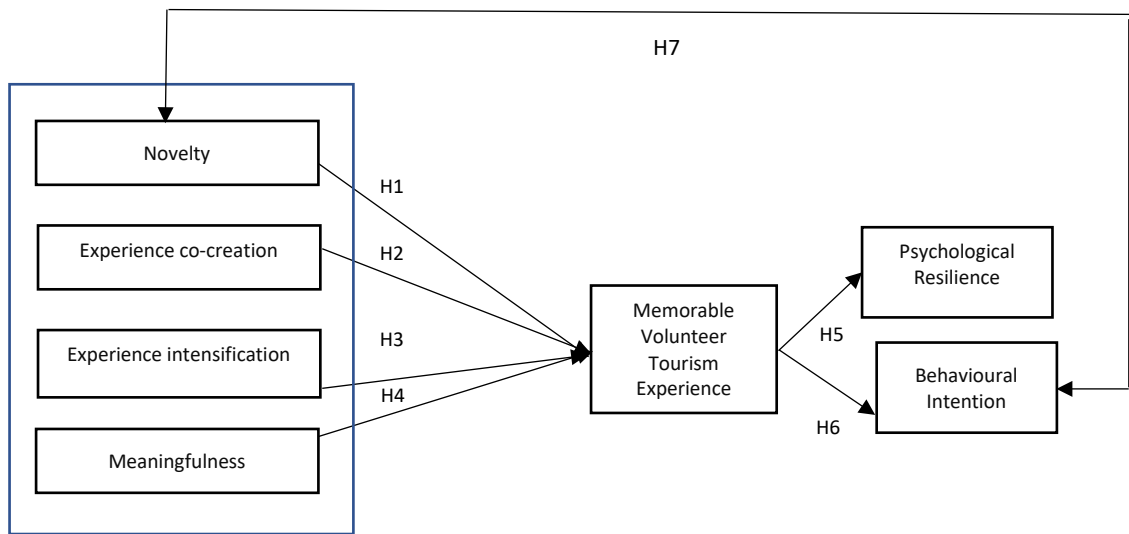 H7
Novelty
H1
Experience co-creation
H2
Experience intensification
H3
H4
Meaningfulness
Memorable
Volunteer
Tourism
Experience
H5
H6
Psychological
Resilience
Behavioural
Intention